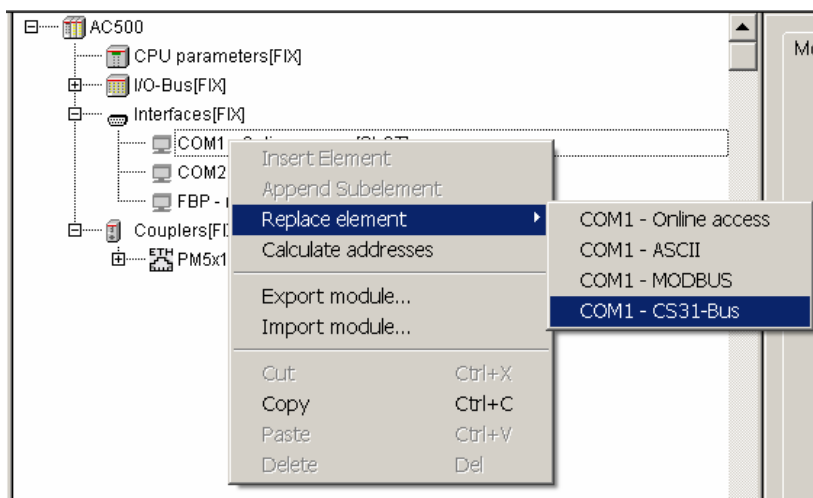 AC500
CPU parameters[FIX]
I/O-Bus[FIX]
Interfaces[FIX]
COM1
COM2
FBP -
Couplers[FI
ETH PM5x1
Insert Element
Append Subelement
Replace element
Calculate addresses
Export module...
Import module...
Cut Ctrl+X
Copy Ctrl+C
Paste Ctrl+V
Delete Del
COM1 - Online access
COM1 - ASCII
COM1 - MODBUS
COM1 - CS31-Bus